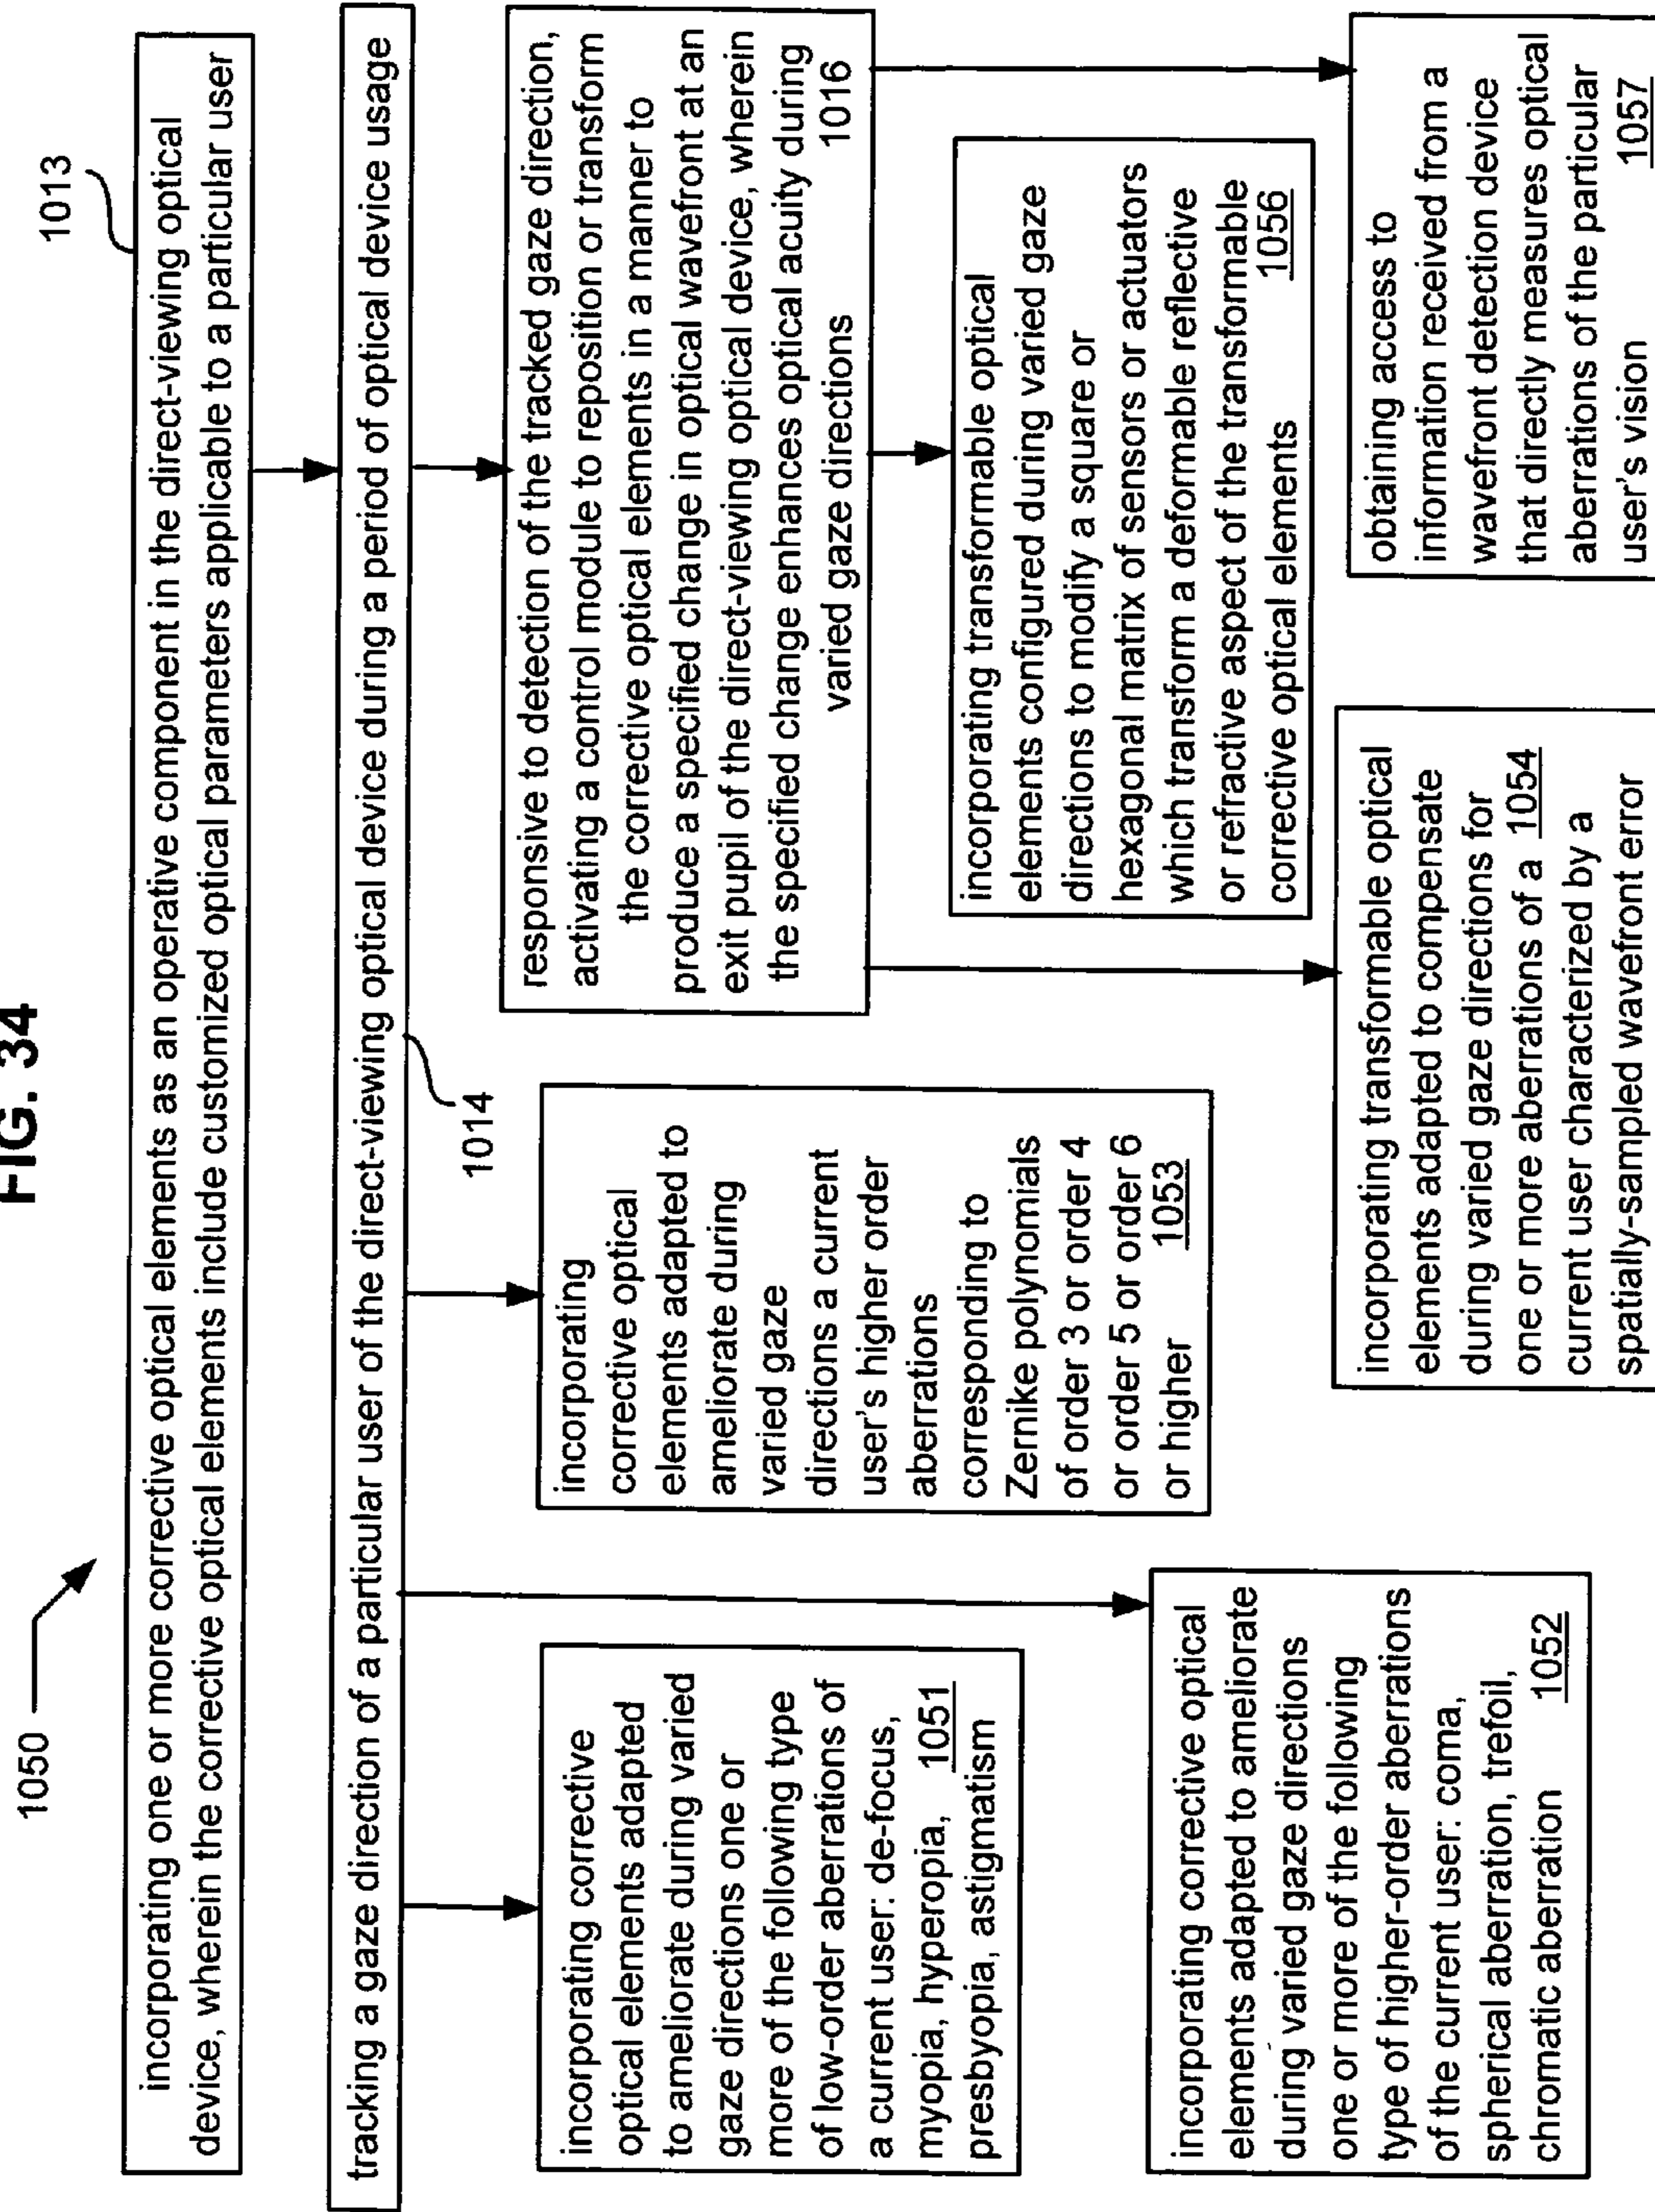 FIG. 34
1050
1013
incorporating one or more corrective optical elements as an operative component in the direct-viewing optical
device, wherein the corrective optical elements include customized optical parameters applicable to a particular user
tracking a gaze direction of a particular user of the direct-viewing optical device during a period of optical device usage
1014
responsive to detection of the tracked gaze direction,
activating a control module to reposition or transform
the corrective optical elements in a manner to
produce a specified change in optical wavefront at an
exit pupil of the direct-viewing optical device, wherein
the specified change enhances optical acuity during
varied gaze directions 1016
incorporating corrective
optical elements adapted
to ameliorate during varied
gaze directions one or
more of the following type
of low-order aberrations of
a current user: de-focus,
myopia, hyperopia, 1051
presbyopia, astigmatism
incorporating
corrective optical
elements adapted to
ameliorate during
varied gaze
directions a current
user's higher order
aberrations
corresponding to
Zernike polynomials
of order 3 or order 4
or order 5 or order 6
or higher 1053
incorporating transformable optical
elements configured during varied gaze
directions to modify a square or
hexagonal matrix of sensors or actuators
which transform a deformable reflective
or refractive aspect of the transformable
corrective optical elements 1056
incorporating corrective optical
elements adapted to ameliorate
during varied gaze directions
one or more of the following
type of higher-order aberrations
of the current user: coma,
spherical aberration, trefoil,
chromatic aberration 1052
incorporating transformable optical
elements adapted to compensate
during varied gaze directions for
one or more aberrations of a 1054
current user characterized by a
spatially-sampled wavefront error
obtaining access to
information received from a
wavefront detection device
that directly measures optical
aberrations of the particular
user's vision 1057